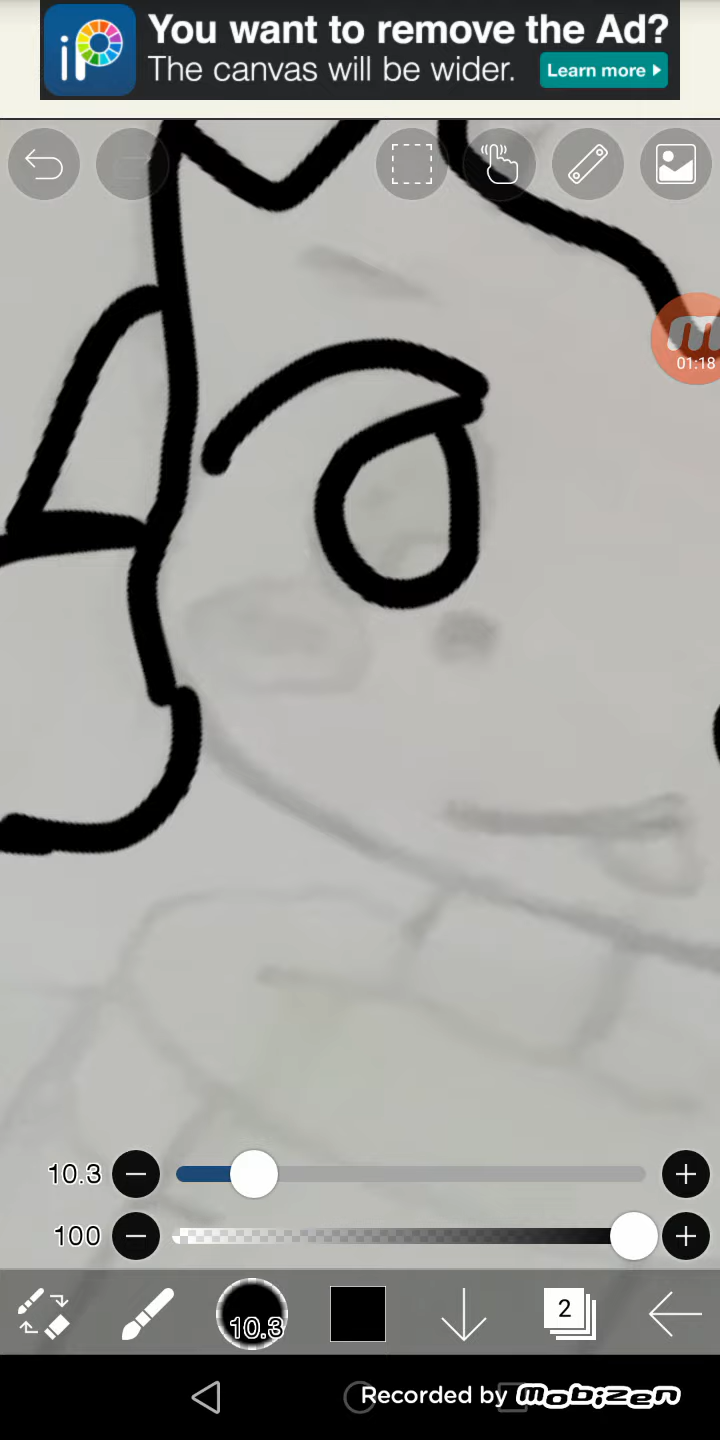 iP
You want to remove the Ad?
The canvas will be wider.
Learn more
01:18
10.3
100
10.3
2
Recorded by mobizen